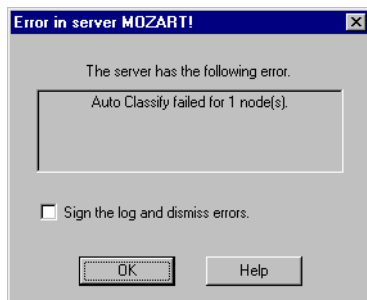 Error in server MOZART!
The server has the following error.
Auto Classify failed for 1 node(s).
Sign the log and dismiss errors.
OK Help